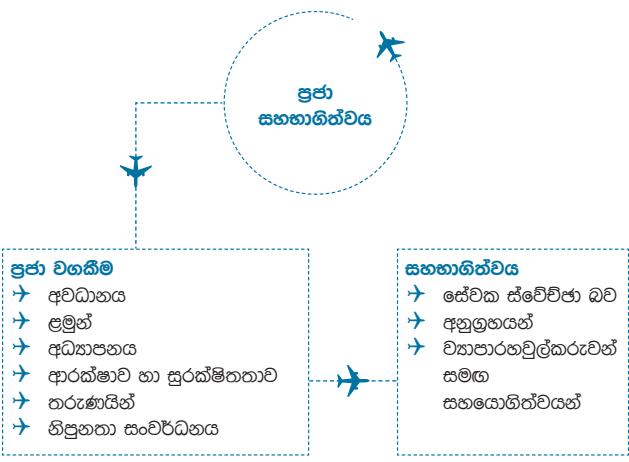 ප්‍රජා
සහභාගිත්වය
ප්‍රජා වගකීම
අවධානය
ළමුන්
අධ්‍යාපනය
ආරක්ෂාව හා සුරක්ෂිතතාව
තරුණයින්
නිපුනතා සංවර්ධනය
සහභාගිත්වය
සේවක ස්වේච්ඡා බව
අනුග්‍රහයන්
ව්‍යාපාරහවුල්කරුවන්
සමඟ
සහයෝගිත්වයන්